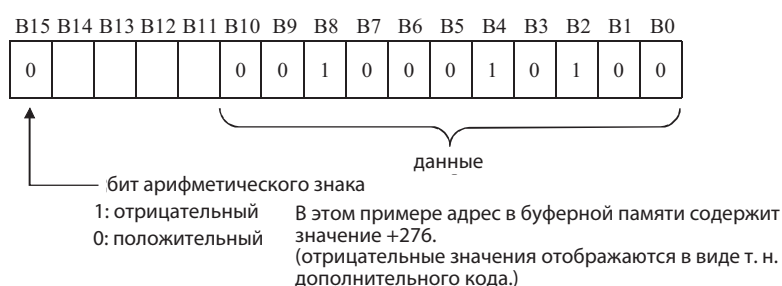 B15 B14 B13 B12 B11 B10 B9 B8 B7 B6 B5 B4 B3 B2 B1 B0
0 0 0 1 0 0 0 1 0 1 0 0
данные
бит арифметического знака
1: отрицательный
0: положительный
В этом примере адрес в буферной памяти содержит
значение +276.
(отрицательные значения отображаются в виде т. н.
дополнительного кода.)